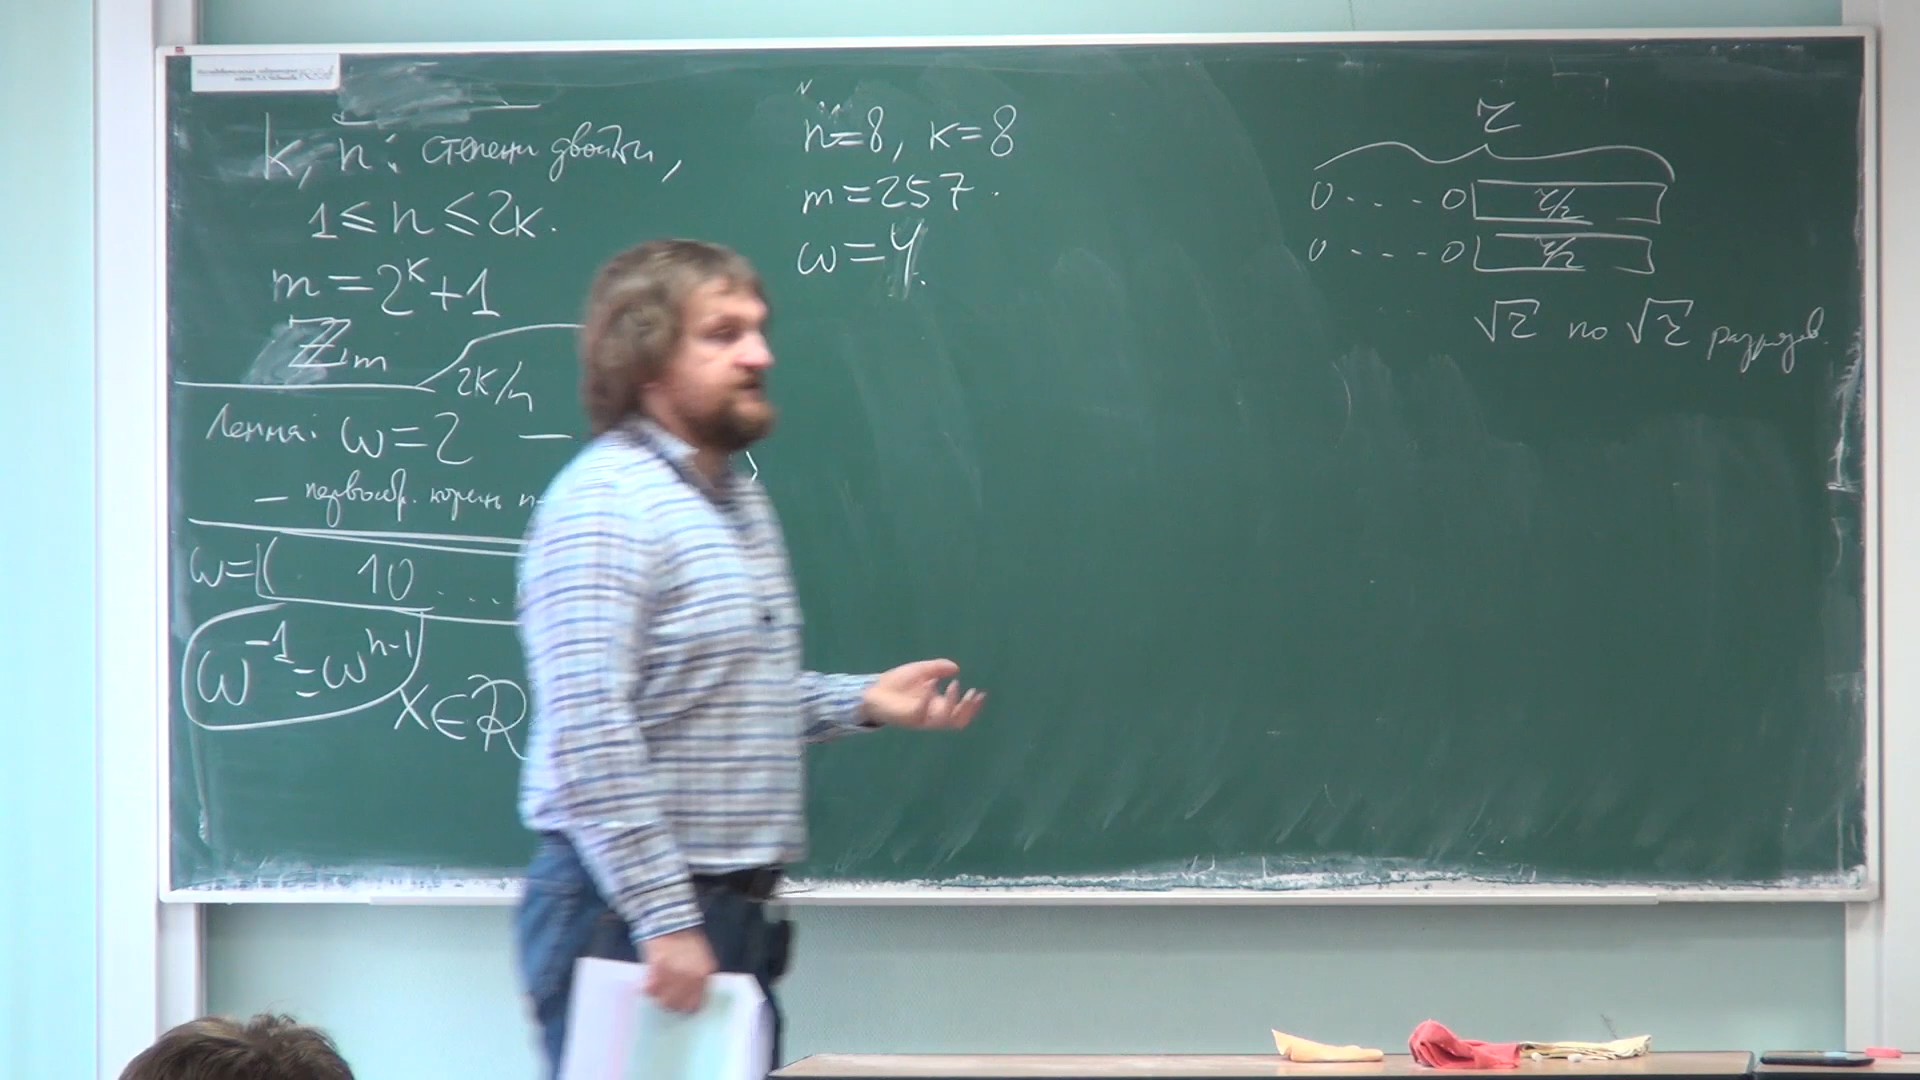 k, n: степени двойки,
1 ≤ n ≤ 2k.
m = 2^k + 1
ℤ_m
Лемма: ω = 2^{2k/n} —
— первообр. корень n-
ω = ( 10 ...
ω^{-1} = ω^{n-1}
x ∈ R
n = 8, k = 8
m = 257.
ω = 4.
r
0 . . . 0 r/2
0 . . . 0 r/2
√r по √r разрядов.